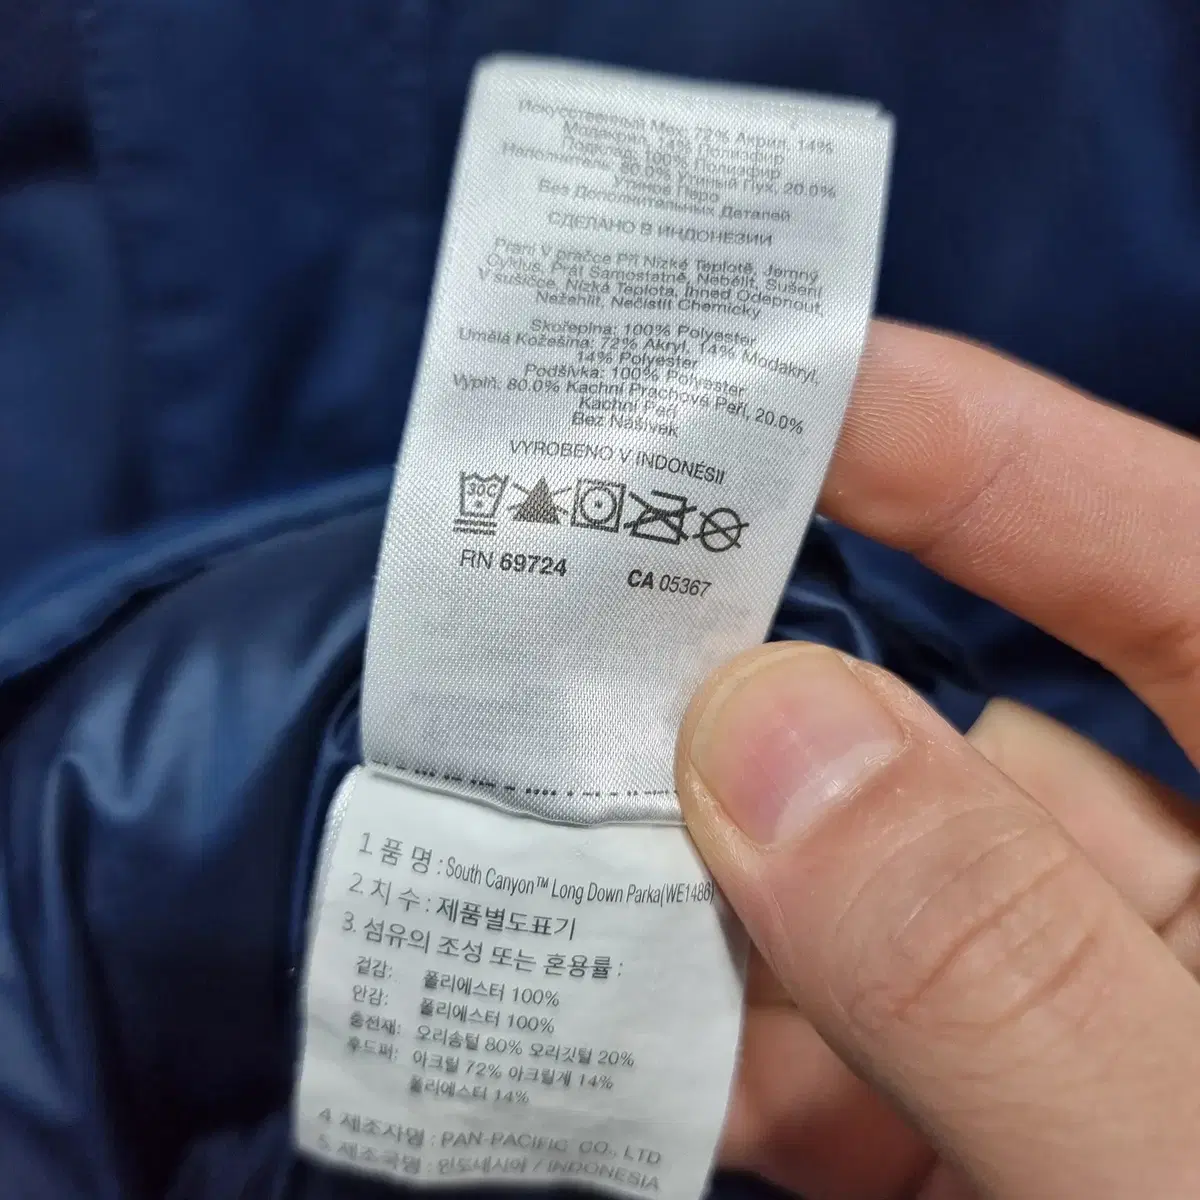 Искусственный Мех: 72% Акрил, 14%
Модакрил, 14% Полиэфир
Подклад: 100% Полиэфир
Наполнитель: 80.0% Утиный Пух, 20.0%
Утиное Перо
Без Дополнительных Деталей
СДЕЛАНО В ИНДОНЕЗИИ
Praní V pračce Při Nízké Teplotě, Jemný
Cyklus, Prát Samostatně, Nebělit, Sušení
V sušičce, Nízká Teplota, Ihned Odepnout,
Nežehlit, Nečistit Chemicky
Skořepina: 100% Polyester
Umělá Kožešina: 72% Akryl, 14% Modakryl,
14% Polyester
Podšívka: 100% Polyester
Výplň: 80.0% Kachní Prachové Peří, 20.0%
Kachní Peří
Bez Nášivek
VYROBENO V INDONÉSII
30C
RN 69724 CA 05367
1. 품 명 : South Canyon™ Long Down Parka(WE1486)
2. 치 수 : 제품별도표기
3. 섬유의 조성 또는 혼용률 :
겉감: 폴리에스터 100%
안감: 폴리에스터 100%
충전재: 오리솜털 80% 오리깃털 20%
후드퍼: 아크릴 72% 아크릴계 14%
폴리에스터 14%
4. 제조자명 : PAN-PACIFIC CO., LTD
5. 제조국명 : 인도네시아 / INDONESIA